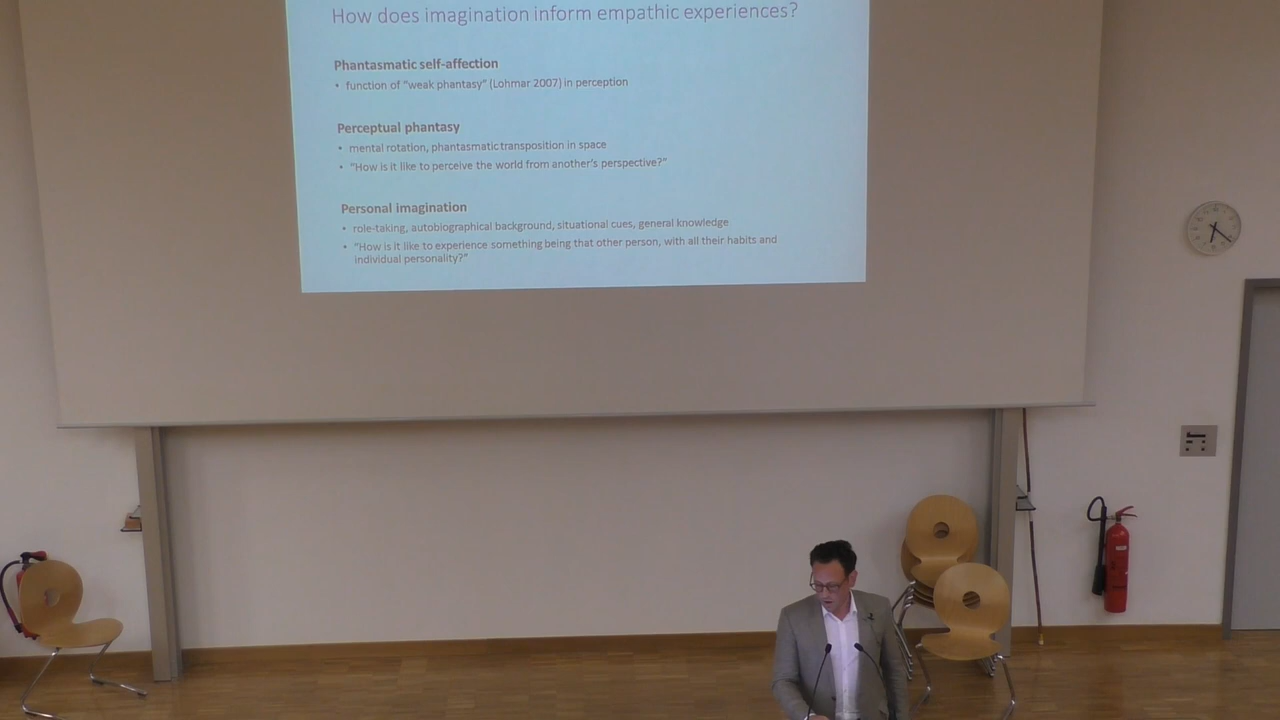 How does imagination inform empathic experiences?
Phantasmatic self-affection
• function of "weak phantasy" (Lohmar 2007) in perception
Perceptual phantasy
• mental rotation, phantasmatic transposition in space
• "How is it like to perceive the world from another's perspective?"
Personal imagination
• role-taking, autobiographical background, situational cues, general knowledge
• "How is it like to experience something being that other person, with all their habits and
individual personality?"